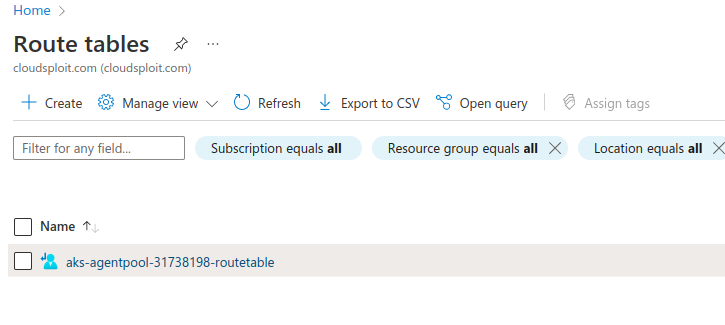 Home
Route tables
cloudsploit.com (cloudsploit.com)
Create Manage view Refresh Export to CSV Open query Assign tags
Filter for any field... Subscription equals all Resource group equals all Location equals all
Name
aks-agentpool-31738198-routetable